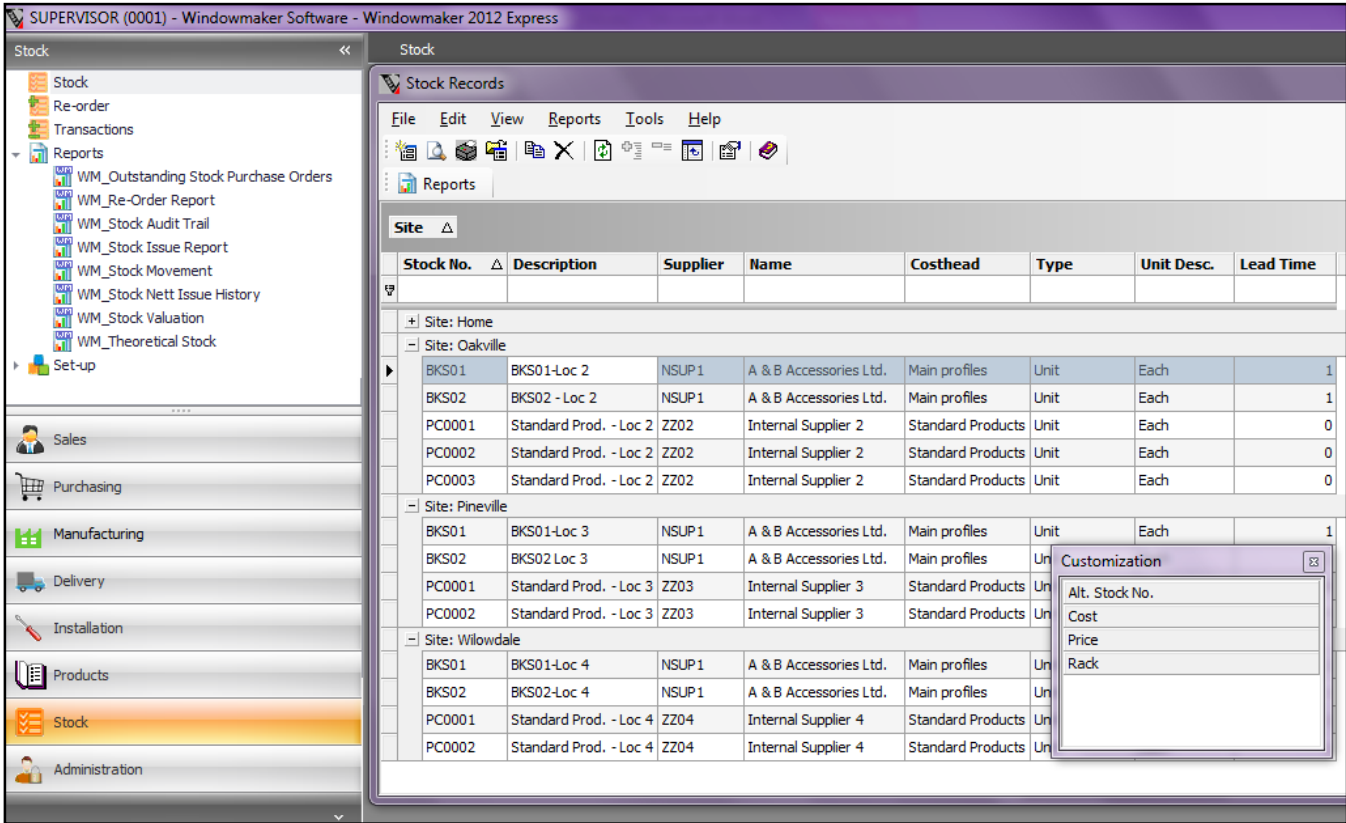 SUPERVISOR (0001) - Windowmaker Software - Windowmaker 2012 Express
Stock «
Stock
Re-order
Transactions
Reports
WM_Outstanding Stock Purchase Orders
WM_Re-Order Report
WM_Stock Audit Trail
WM_Stock Issue Report
WM_Stock Movement
WM_Stock Nett Issue History
WM_Stock Valuation
WM_Theoretical Stock
Set-up
Sales
Purchasing
Manufacturing
Delivery
Installation
Products
Stock
Administration
Stock
Stock Records
File Edit View Reports Tools Help
Reports
Site
Stock No. Description Supplier Name Costhead Type Unit Desc. Lead Time
Site: Home
Site: Oakville
BKS01 BKS01-Loc 2 NSUP1 A & B Accessories Ltd. Main profiles Unit Each 1
BKS02 BKS02 - Loc 2 NSUP1 A & B Accessories Ltd. Main profiles Unit Each 1
PC0001 Standard Prod. - Loc 2 ZZ02 Internal Supplier 2 Standard Products Unit Each 0
PC0002 Standard Prod. - Loc 2 ZZ02 Internal Supplier 2 Standard Products Unit Each 0
PC0003 Standard Prod. - Loc 2 ZZ02 Internal Supplier 2 Standard Products Unit Each 0
Site: Pineville
BKS01 BKS01-Loc 3 NSUP1 A & B Accessories Ltd. Main profiles Unit Each 1
BKS02 BKS02 Loc 3 NSUP1 A & B Accessories Ltd. Main profiles Un
PC0001 Standard Prod. - Loc 3 ZZ03 Internal Supplier 3 Standard Products Un
PC0002 Standard Prod. - Loc 3 ZZ03 Internal Supplier 3 Standard Products Un
Site: Wilowdale
BKS01 BKS01-Loc 4 NSUP1 A & B Accessories Ltd. Main profiles Un
BKS02 BKS02-Loc 4 NSUP1 A & B Accessories Ltd. Main profiles Un
PC0001 Standard Prod. - Loc 4 ZZ04 Internal Supplier 4 Standard Products Un
PC0002 Standard Prod. - Loc 4 ZZ04 Internal Supplier 4 Standard Products Un
Customization
Alt. Stock No.
Cost
Price
Rack